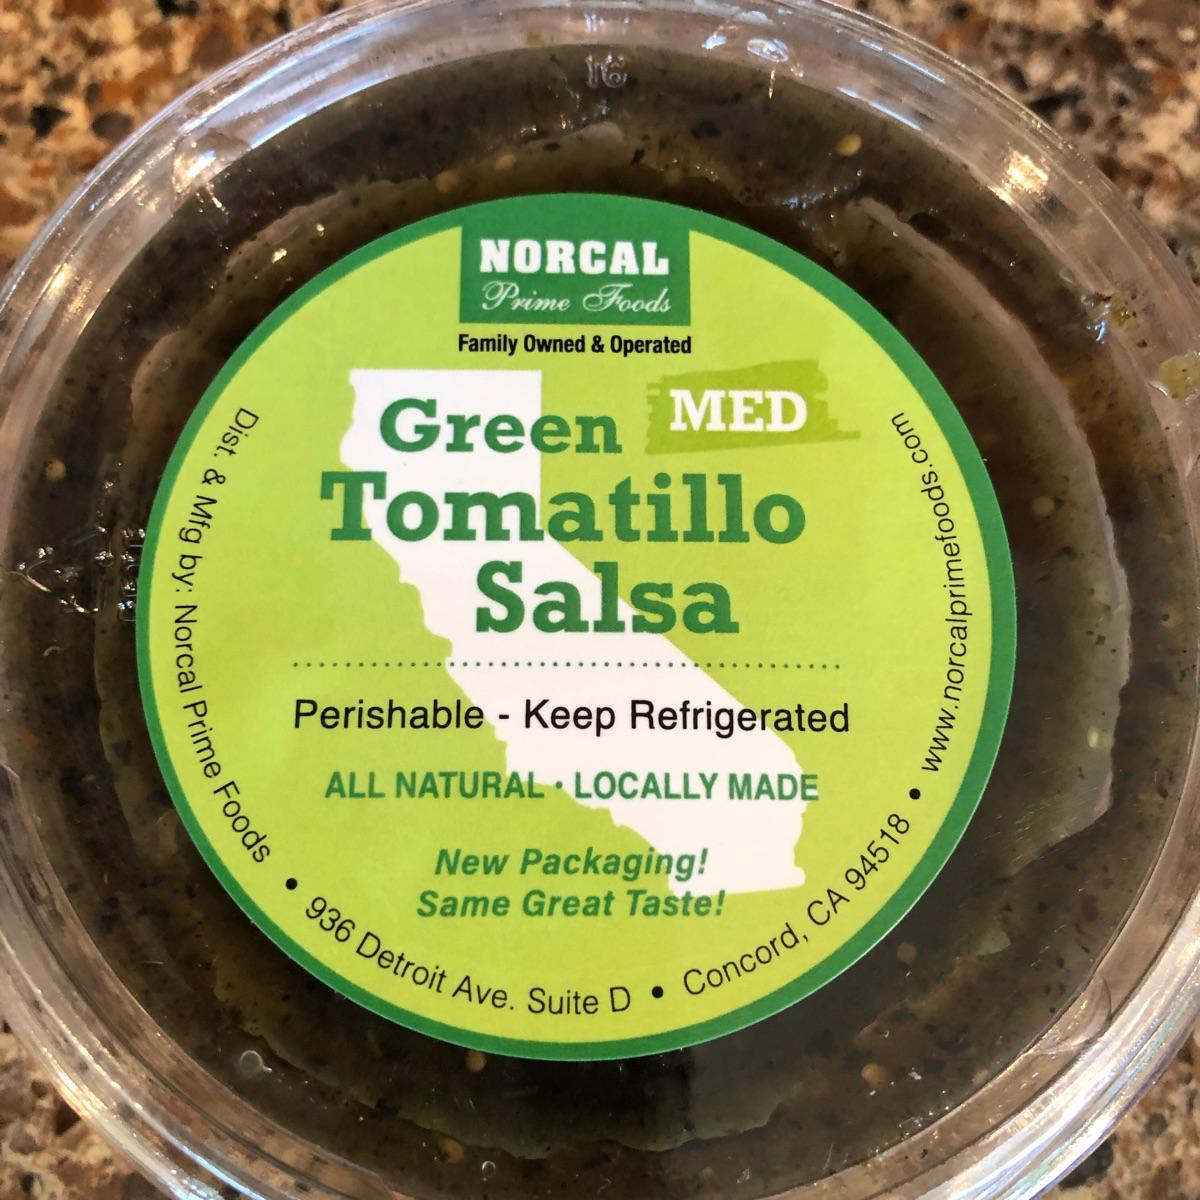 16
NORCAL
Prime Foods
Family Owned & Operated
Green
MED
Tomatillo
Salsa
Perishable - Keep Refrigerated
ALL NATURAL · LOCALLY MADE
New Packaging!
Same Great Taste!
Dist. & Mfg by: Norcal Prime Foods • 936 Detroit Ave. Suite D • Concord, CA 94518 • www.norcalprimefoods.com